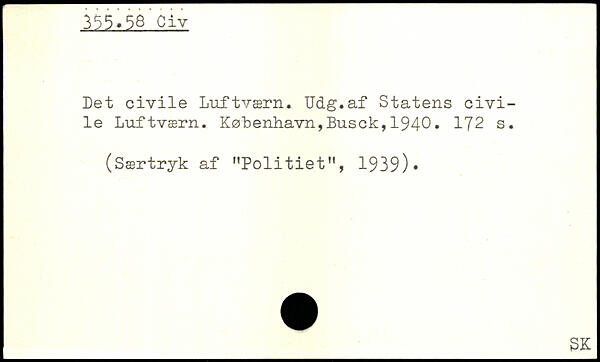 355.58 Civ
Det civile Luftværn. Udg.af Statens civi-
le Luftværn. København,Busck,1940. 172 s.
(Særtryk af "Politiet", 1939).
SK